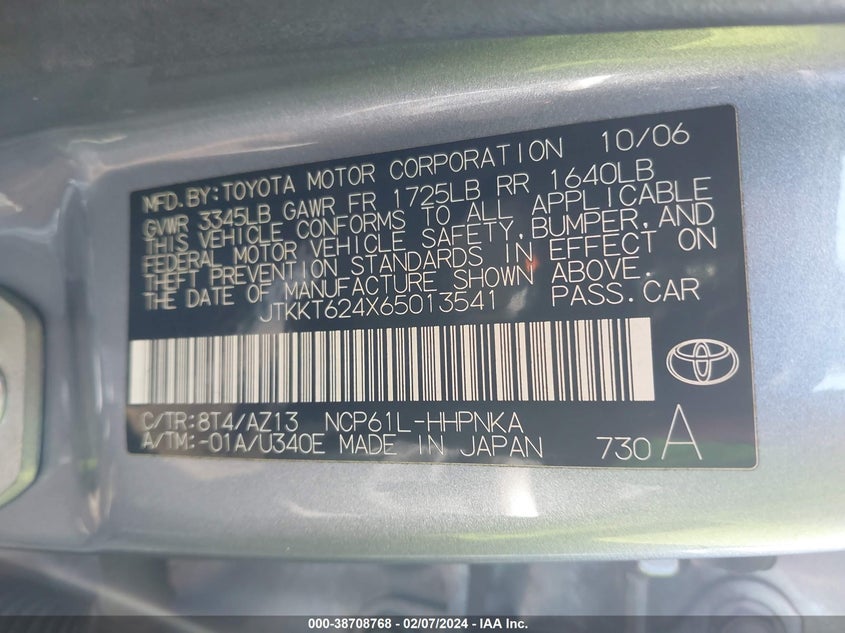 MFD.BY:TOYOTA MOTOR CORPORATION 10/06
GVWR 3345LB GAWR FR 1725LB RR 1640LB
THIS VEHICLE CONFORMS TO ALL APPLICABLE
FEDERAL MOTOR VEHICLE SAFETY,BUMPER,AND
THEFT PREVENTION STANDARDS IN EFFECT ON
THE DATE OF MANUFACTURE SHOWN ABOVE.
JTKKT624X65013541 PASS.CAR
C/TR:8T4/AZ13 NCP61L-HHPNKA
A/TM:-01A/U340E MADE IN JAPAN 730 A
000-38708768 - 02/07/2024 - IAA Inc.